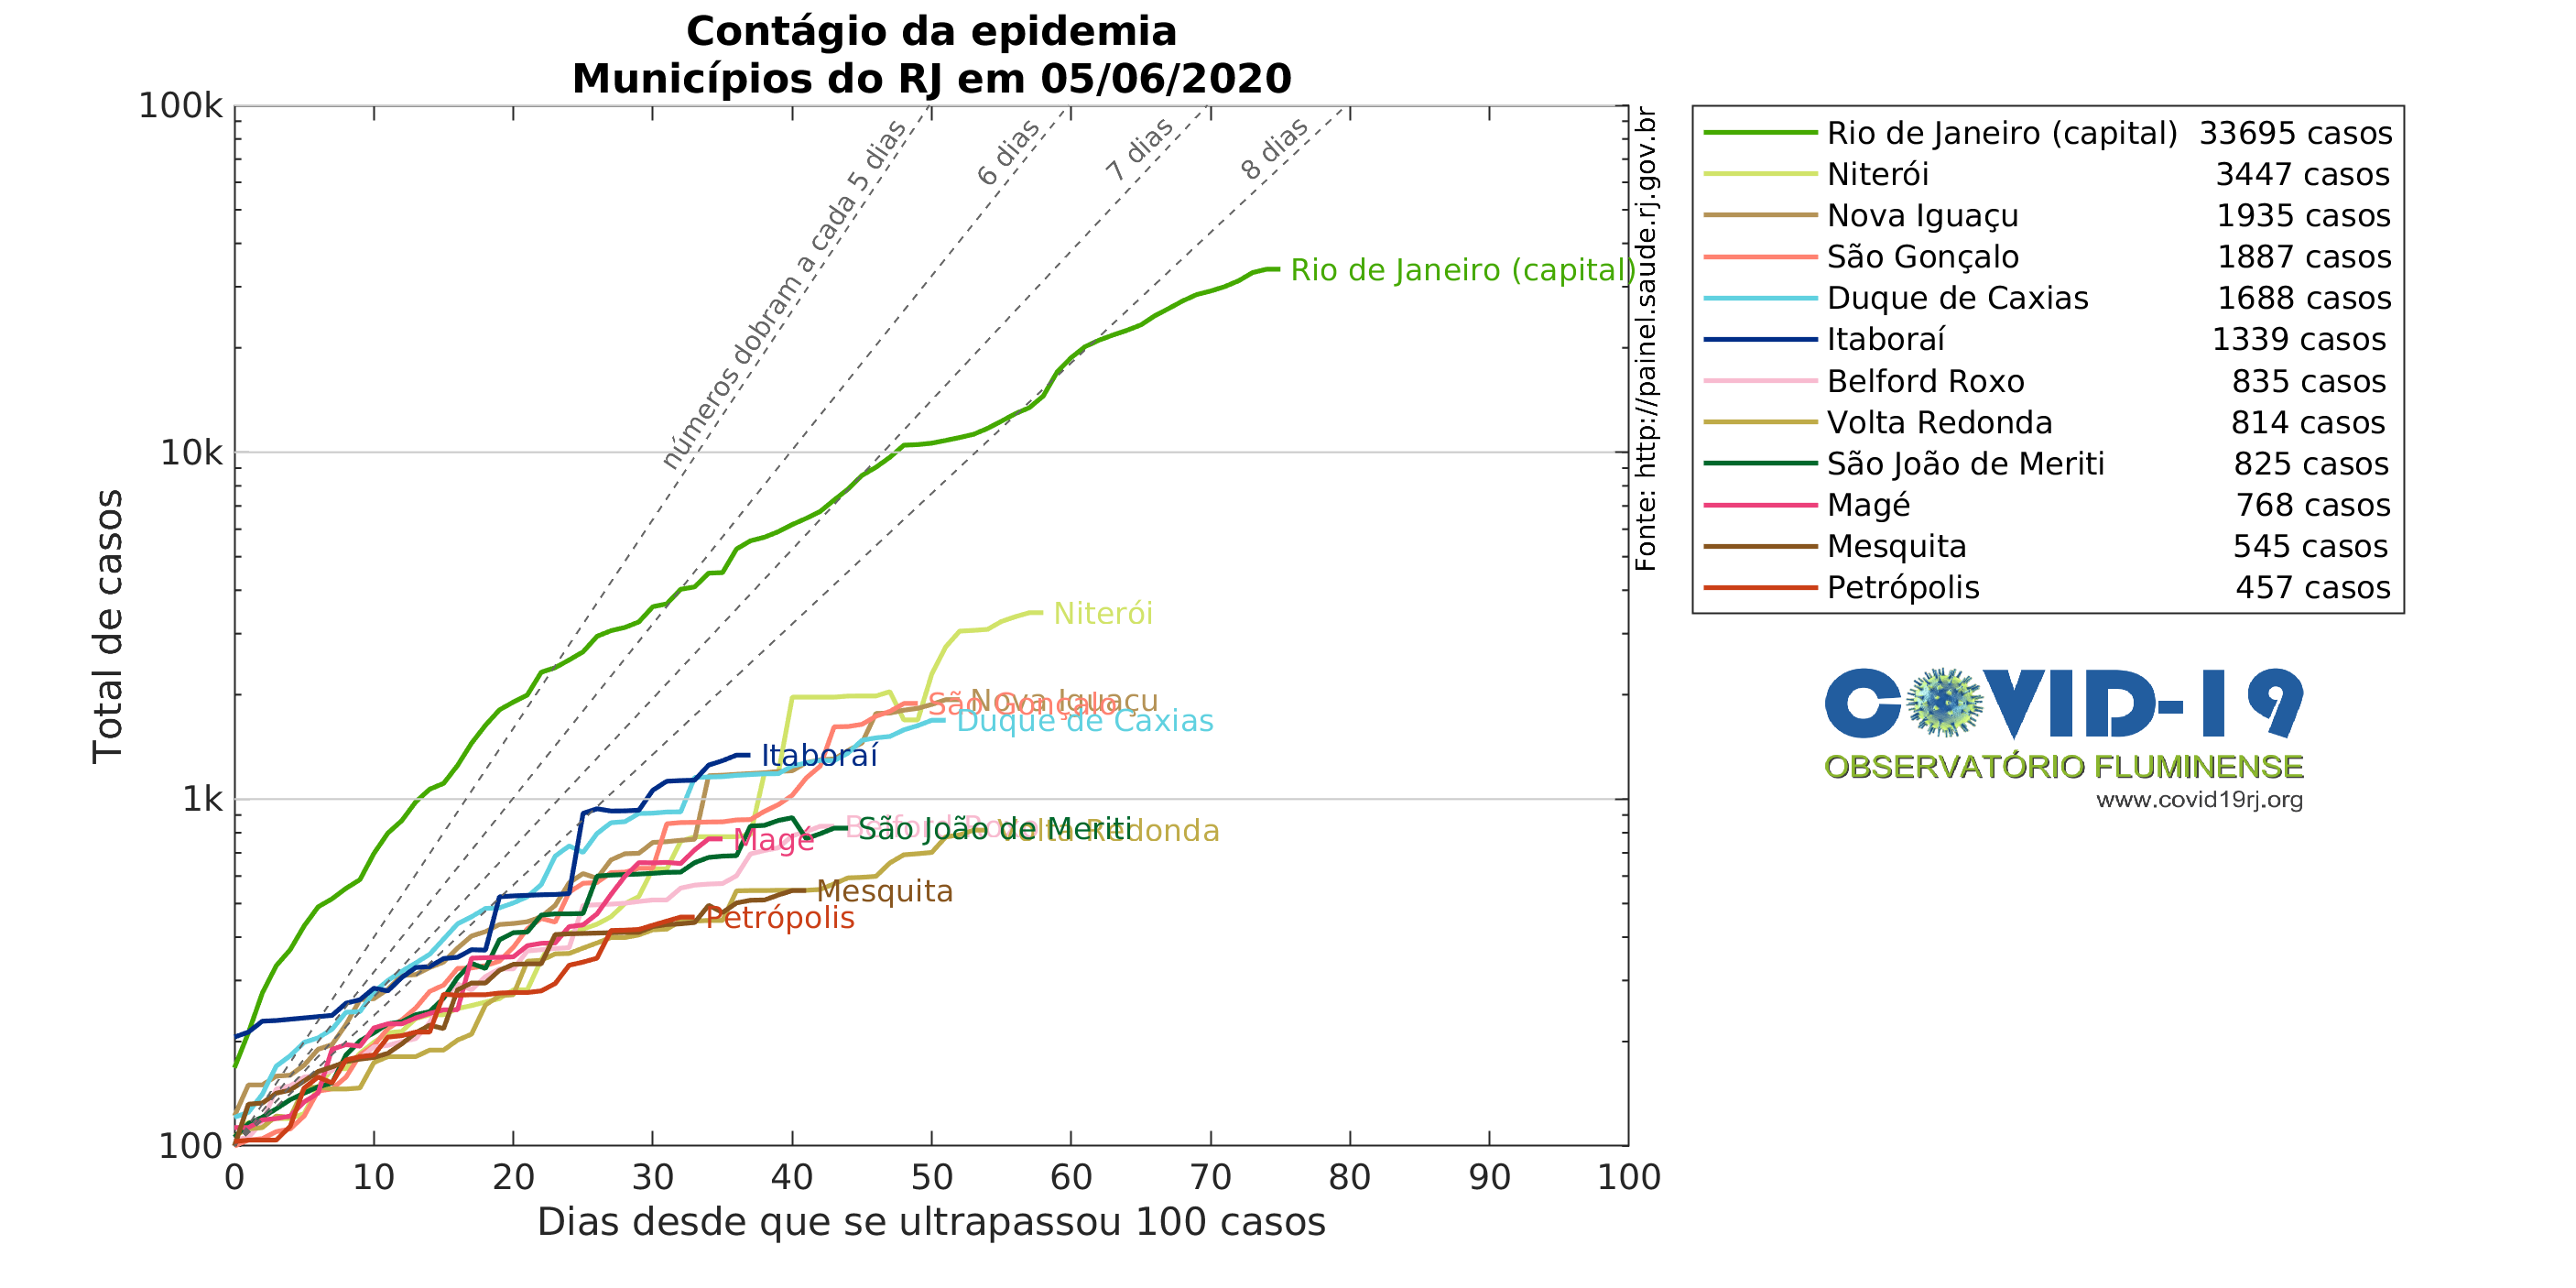 Contágio da epidemia
Municípios do RJ em 05/06/2020
100k
10k
1k
100
Total de casos
0 10 20 30 40 50 60 70 80 90 100
Dias desde que se ultrapassou 100 casos
números dobram a cada 5 dias
6 dias
7 dias
8 dias
Rio de Janeiro (capital)
Niterói
Nova Iguaçu
São Gonçalo
Duque de Caxias
Itaboraí
Belford Roxo
São João de Meriti
Volta Redonda
Magé
Mesquita
Petrópolis
Fonte: http://painel.saude.rj.gov.br
Rio de Janeiro (capital) 33695 casos
Niterói 3447 casos
Nova Iguaçu 1935 casos
São Gonçalo 1887 casos
Duque de Caxias 1688 casos
Itaboraí 1339 casos
Belford Roxo 835 casos
Volta Redonda 814 casos
São João de Meriti 825 casos
Magé 768 casos
Mesquita 545 casos
Petrópolis 457 casos
COVID-19
OBSERVATÓRIO FLUMINENSE
www.covid19rj.org